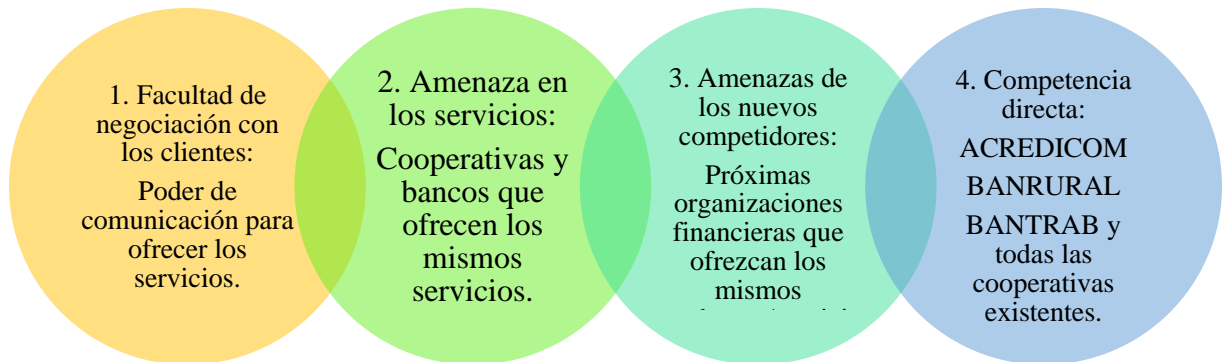 1. Facultad de
negociación con
los clientes:
Poder de
comunicación para
ofrecer los
servicios.
2. Amenaza en
los servicios:
Cooperativas y
bancos que
ofrecen los
mismos
servicios.
3. Amenazas de
los nuevos
competidores:
Próximas
organizaciones
financieras que
ofrezcan los
mismos
4. Competencia
directa:
ACREDICOM
BANRURAL
BANTRAB y
todas las
cooperativas
existentes.